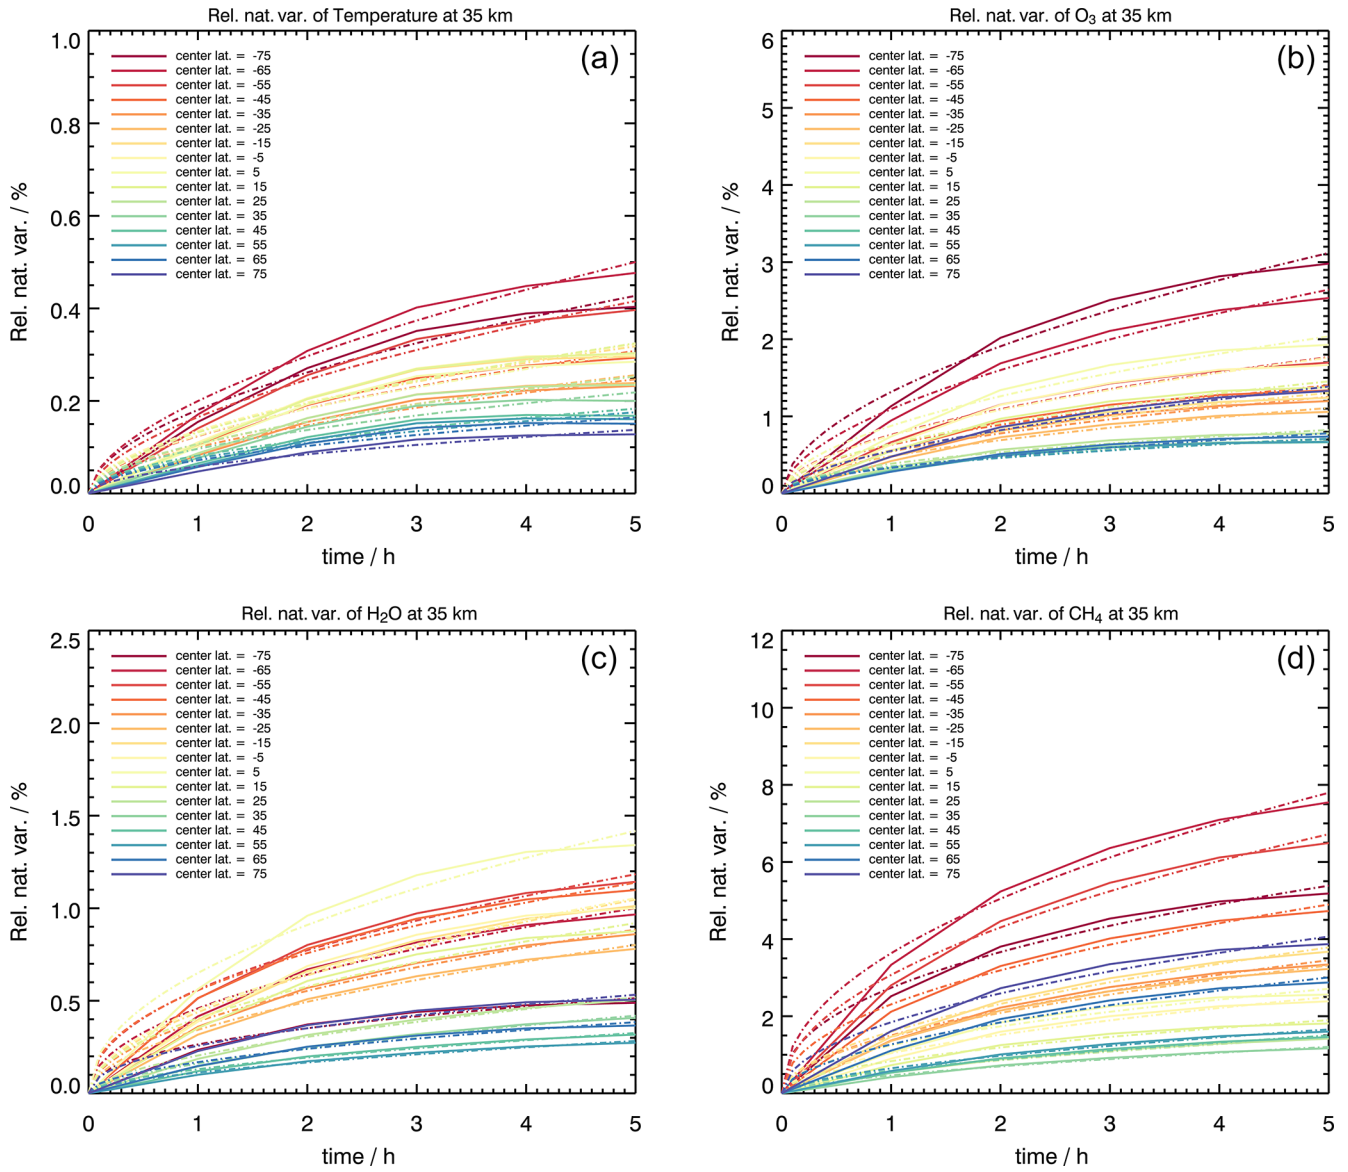 Rel. nat. var. of Temperature at 35 km
(a)
Rel. nat. var. / %
1.0
0.8
0.6
0.4
0.2
0.0
center lat. = -75
center lat. = -65
center lat. = -55
center lat. = -45
center lat. = -35
center lat. = -25
center lat. = -15
center lat. = -5
center lat. = 5
center lat. = 15
center lat. = 25
center lat. = 35
center lat. = 45
center lat. = 55
center lat. = 65
center lat. = 75
0 1 2 3 4 5
time / h
Rel. nat. var. of O₃ at 35 km
(b)
Rel. nat. var. / %
6
5
4
3
2
1
0
center lat. = -75
center lat. = -65
center lat. = -55
center lat. = -45
center lat. = -35
center lat. = -25
center lat. = -15
center lat. = -5
center lat. = 5
center lat. = 15
center lat. = 25
center lat. = 35
center lat. = 45
center lat. = 55
center lat. = 65
center lat. = 75
0 1 2 3 4 5
time / h
Rel. nat. var. of H₂O at 35 km
(c)
Rel. nat. var. / %
2.5
2.0
1.5
1.0
0.5
0.0
center lat. = -75
center lat. = -65
center lat. = -55
center lat. = -45
center lat. = -35
center lat. = -25
center lat. = -15
center lat. = -5
center lat. = 5
center lat. = 15
center lat. = 25
center lat. = 35
center lat. = 45
center lat. = 55
center lat. = 65
center lat. = 75
0 1 2 3 4 5
time / h
Rel. nat. var. of CH₄ at 35 km
(d)
Rel. nat. var. / %
12
10
8
6
4
2
0
center lat. = -75
center lat. = -65
center lat. = -55
center lat. = -45
center lat. = -35
center lat. = -25
center lat. = -15
center lat. = -5
center lat. = 5
center lat. = 15
center lat. = 25
center lat. = 35
center lat. = 45
center lat. = 55
center lat. = 65
center lat. = 75
0 1 2 3 4 5
time / h